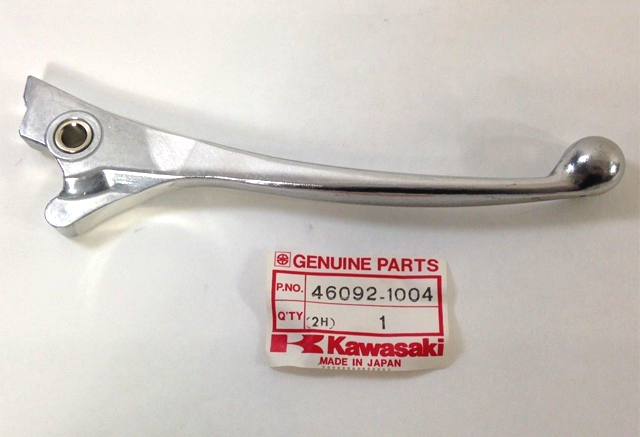 GENUINE PARTS
P.NO. 46092-1004
Q'TY (2H) 1
Kawasaki
MADE IN JAPAN